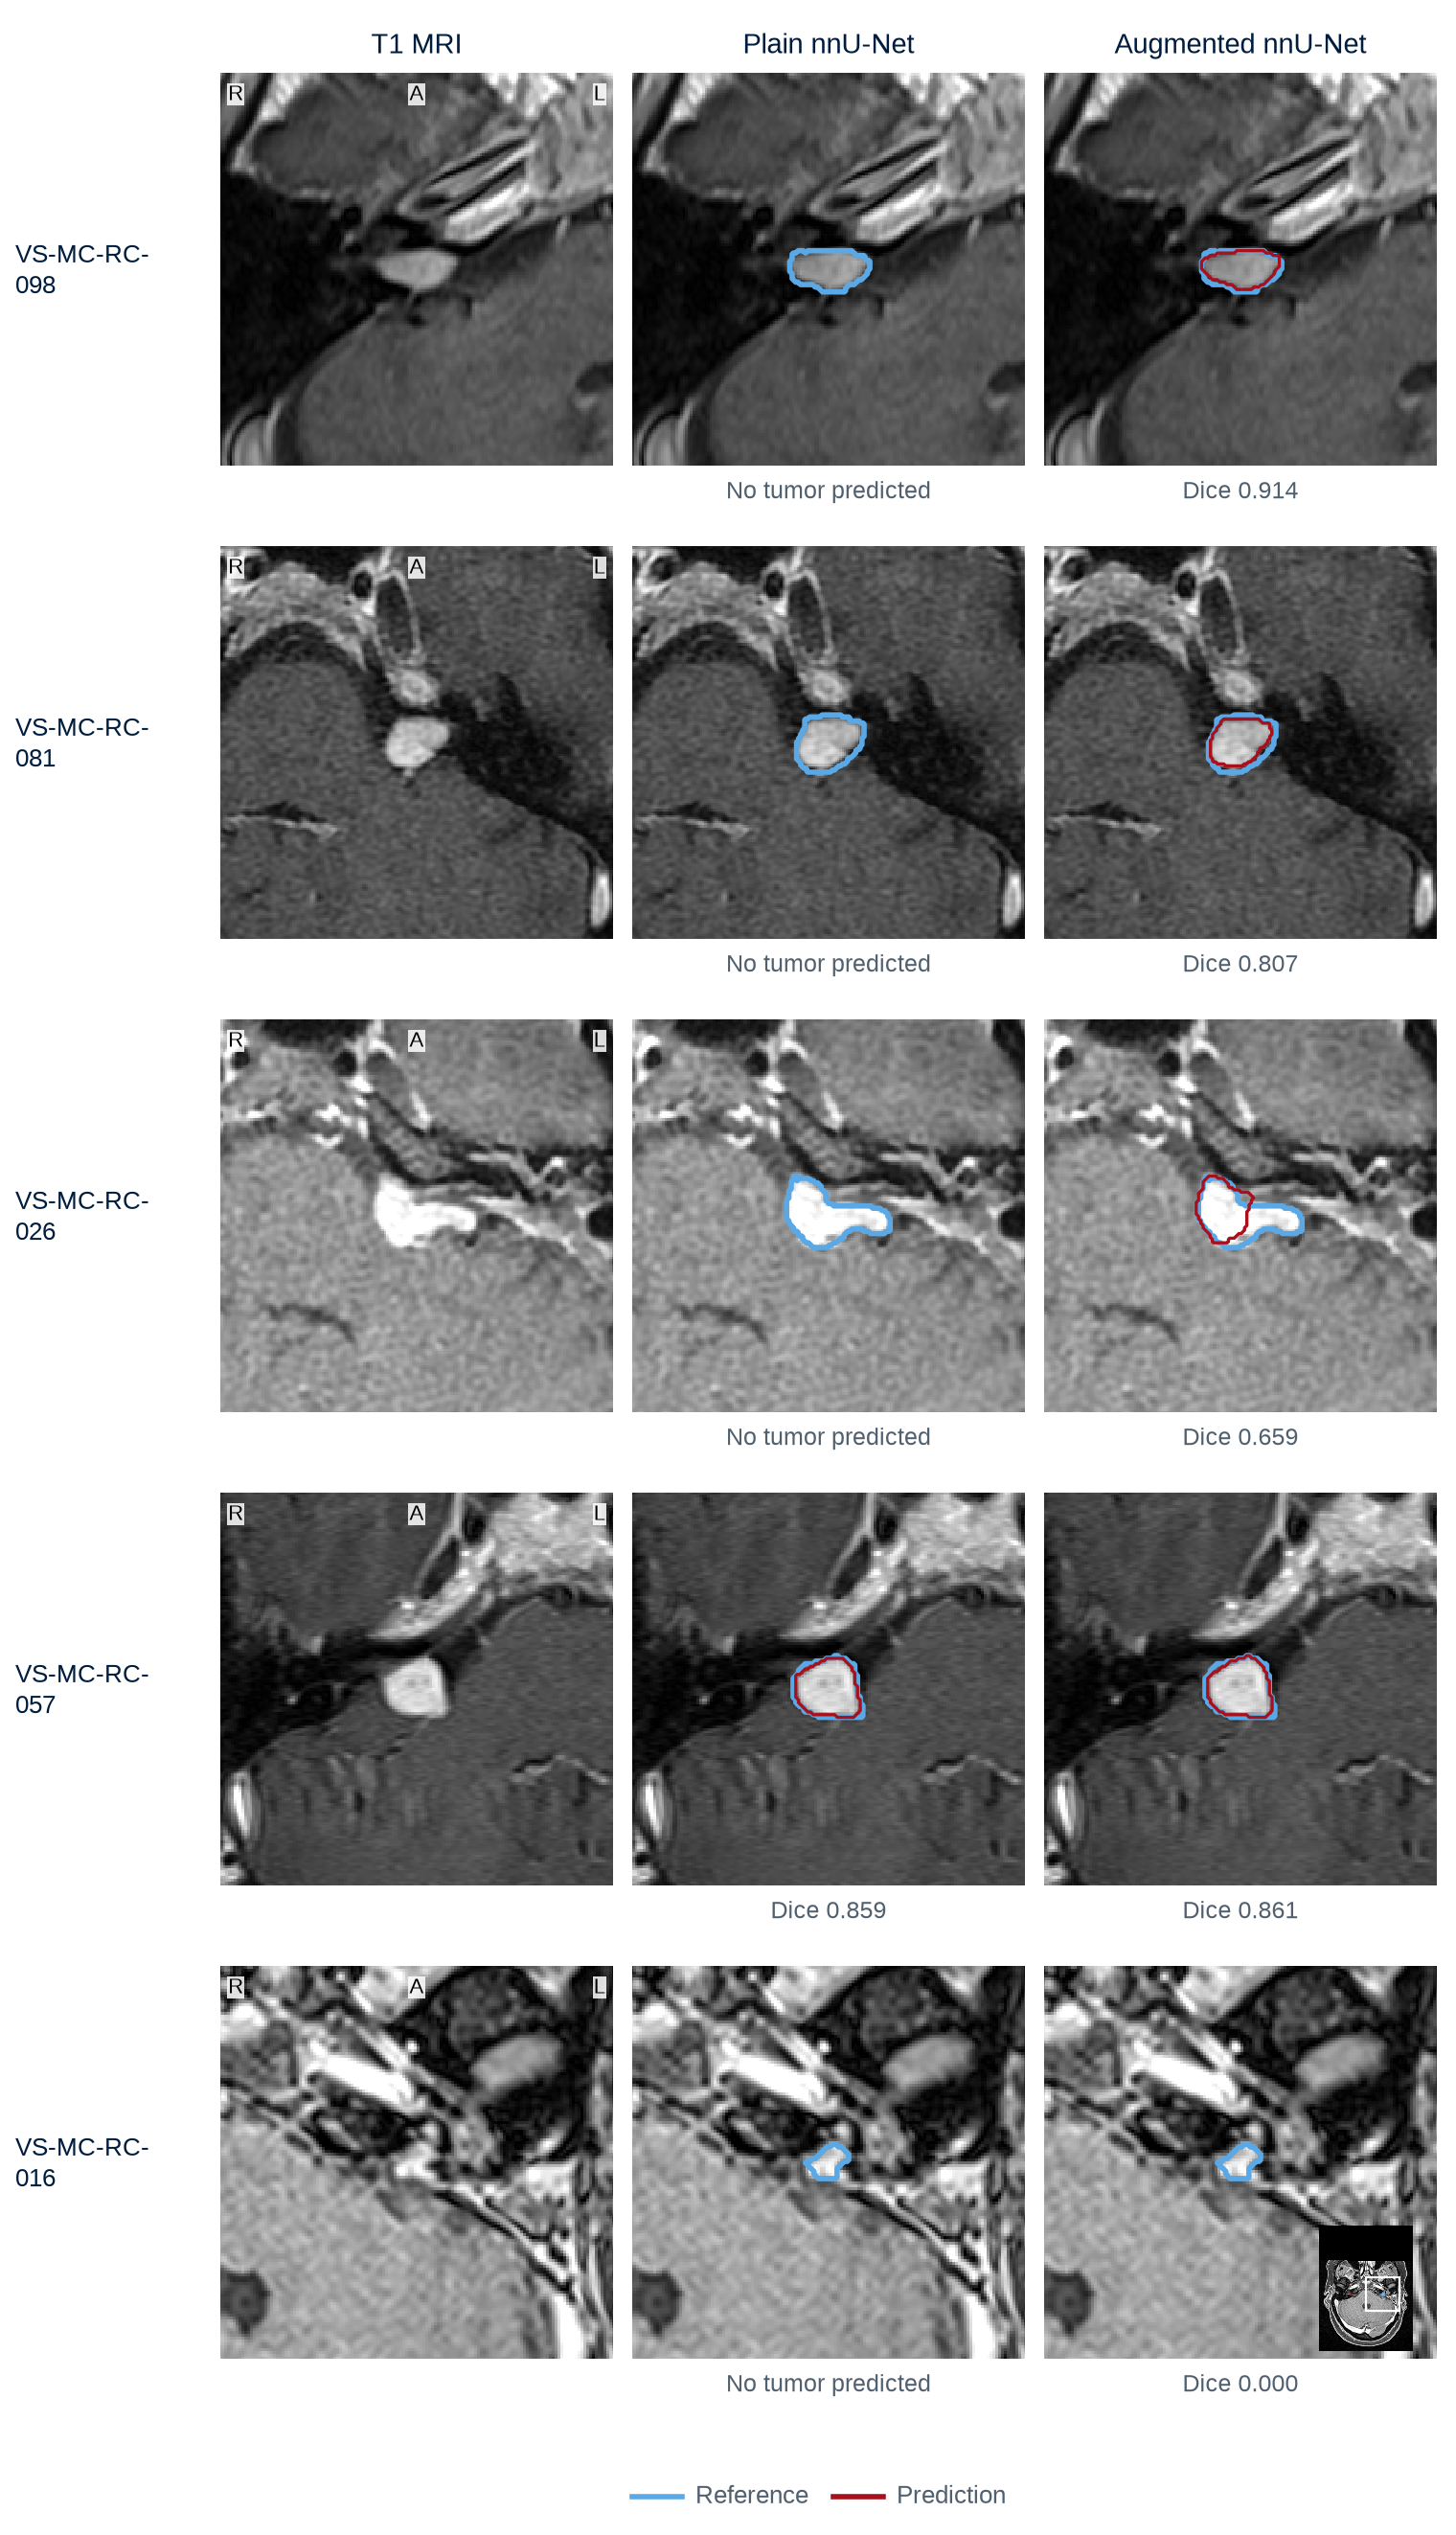 T1 MRI Plain nnU-Net Augmented nnU-Net
R A L
VS-MC-RC-
098
No tumor predicted Dice 0.914
R A L
VS-MC-RC-
081
No tumor predicted Dice 0.807
R A L
VS-MC-RC-
026
No tumor predicted Dice 0.659
R A L
VS-MC-RC-
057
Dice 0.859 Dice 0.861
R A L
VS-MC-RC-
016
No tumor predicted Dice 0.000
Reference Prediction